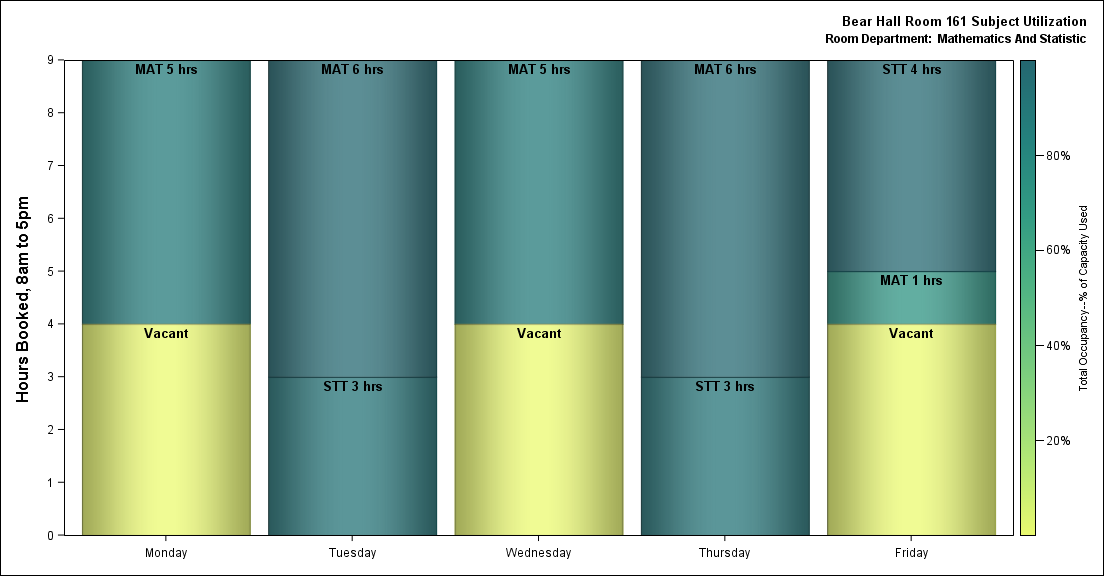 Bear Hall Room 161 Subject Utilization
Room Department: Mathematics And Statistic
Hours Booked, 8am to 5pm
9
8
7
6
5
4
3
2
1
0
MAT 5 hrs
Vacant
MAT 6 hrs
STT 3 hrs
MAT 5 hrs
Vacant
MAT 6 hrs
STT 3 hrs
STT 4 hrs
MAT 1 hrs
Vacant
Monday
Tuesday
Wednesday
Thursday
Friday
80%
60%
40%
20%
Total Occupancy--% of Capacity Used